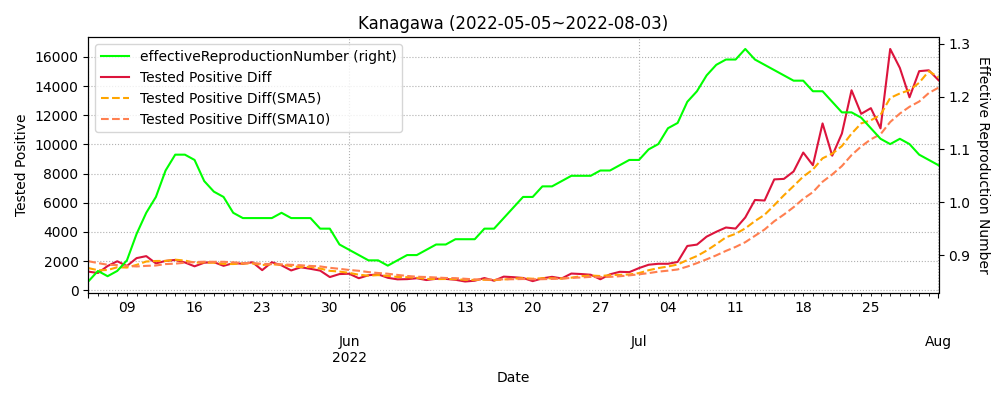 Kanagawa (2022-05-05~2022-08-03)
effectiveReproductionNumber (right)
Tested Positive Diff
Tested Positive Diff(SMA5)
Tested Positive Diff(SMA10)
Tested Positive
16000
14000
12000
10000
8000
6000
4000
2000
0
1.3
1.2
1.1
1.0
0.9
Effective Reproduction Number
09 16 23 30 06 13 20 27 04 11 18 25
Jun Jul Aug
2022
Date